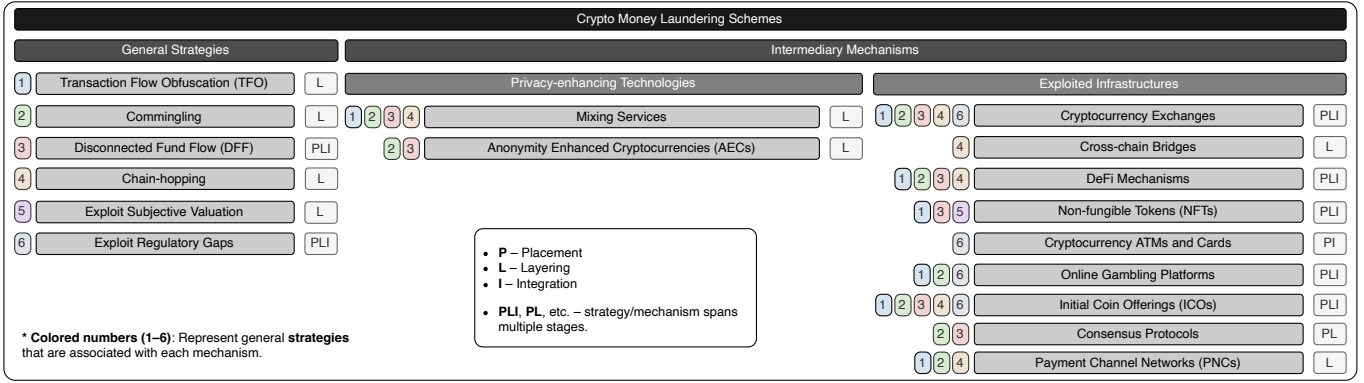 Crypto Money Laundering Schemes
General Strategies
Intermediary Mechanisms
1 Transaction Flow Obfuscation (TFO) L
2 Commingling L
3 Disconnected Fund Flow (DFF) PLI
4 Chain-hopping L
5 Exploit Subjective Valuation L
6 Exploit Regulatory Gaps PLI
* Colored numbers (1–6): Represent general strategies
that are associated with each mechanism.
Privacy-enhancing Technologies
1 2 3 4 Mixing Services L
2 3 Anonymity Enhanced Cryptocurrencies (AECs) L
• P – Placement
• L – Layering
• I – Integration
• PLI, PL, etc. – strategy/mechanism spans
multiple stages.
Exploited Infrastructures
1 2 3 4 6 Cryptocurrency Exchanges PLI
4 Cross-chain Bridges L
1 2 3 4 DeFi Mechanisms PLI
1 3 5 Non-fungible Tokens (NFTs) PLI
6 Cryptocurrency ATMs and Cards PI
1 2 6 Online Gambling Platforms PLI
1 2 3 4 6 Initial Coin Offerings (ICOs) PLI
2 3 Consensus Protocols PL
1 2 4 Payment Channel Networks (PNCs) L